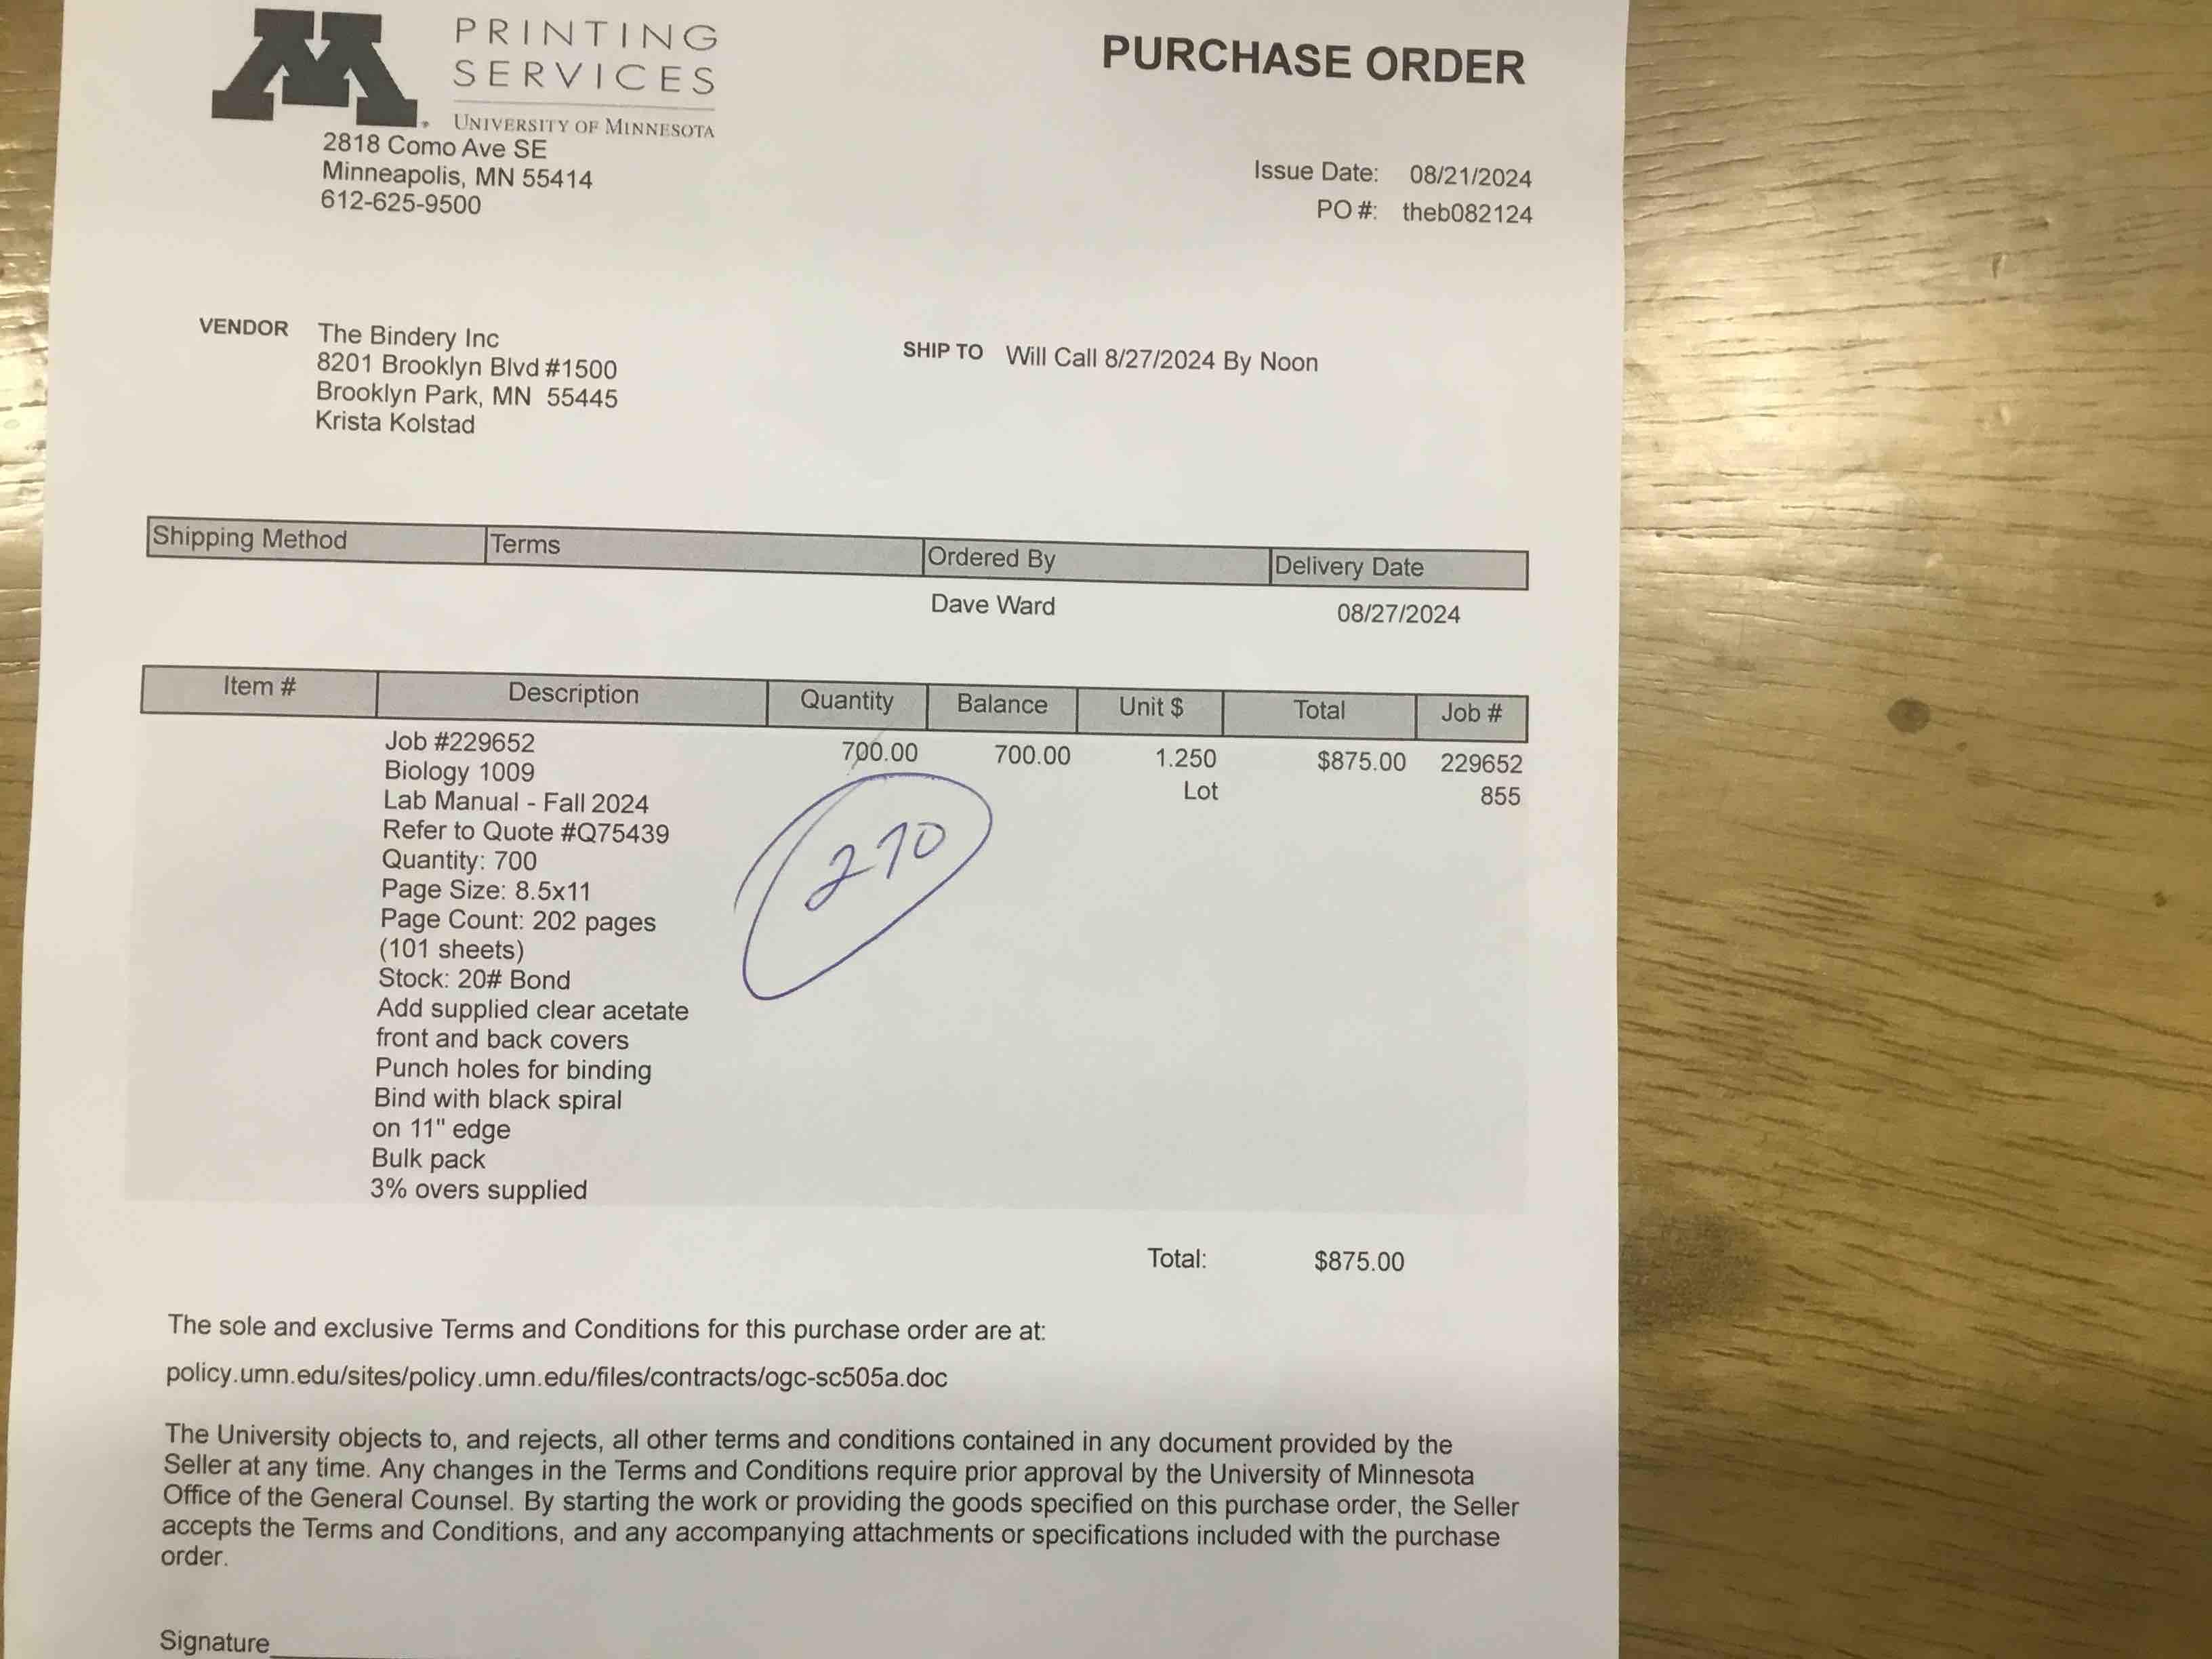 PRINTING
SERVICES
UNIVERSITY OF MINNESOTA
2818 Como Ave SE
Minneapolis, MN 55414
612-625-9500
PURCHASE ORDER
Issue Date: 08/21/2024
PO #: theb082124
VENDOR The Bindery Inc
8201 Brooklyn Blvd #1500
Brooklyn Park, MN 55445
Krista Kolstad
SHIP TO Will Call 8/27/2024 By Noon
Shipping Method Terms Ordered By Delivery Date
Dave Ward 08/27/2024
Item # Description Quantity Balance Unit $ Total Job #
Job #229652 700.00 700.00 1.250 $875.00 229652
Biology 1009 Lot 855
Lab Manual - Fall 2024
Refer to Quote #Q75439
Quantity: 700
270
Page Size: 8.5x11
Page Count: 202 pages
(101 sheets)
Stock: 20# Bond
Add supplied clear acetate
front and back covers
Punch holes for binding
Bind with black spiral
on 11" edge
Bulk pack
3% overs supplied
Total: $875.00
The sole and exclusive Terms and Conditions for this purchase order are at:
policy.umn.edu/sites/policy.umn.edu/files/contracts/ogc-sc505a.doc
The University objects to, and rejects, all other terms and conditions contained in any document provided by the
Seller at any time. Any changes in the Terms and Conditions require prior approval by the University of Minnesota
Office of the General Counsel. By starting the work or providing the goods specified on this purchase order, the Seller
accepts the Terms and Conditions, and any accompanying attachments or specifications included with the purchase
order.
Signature